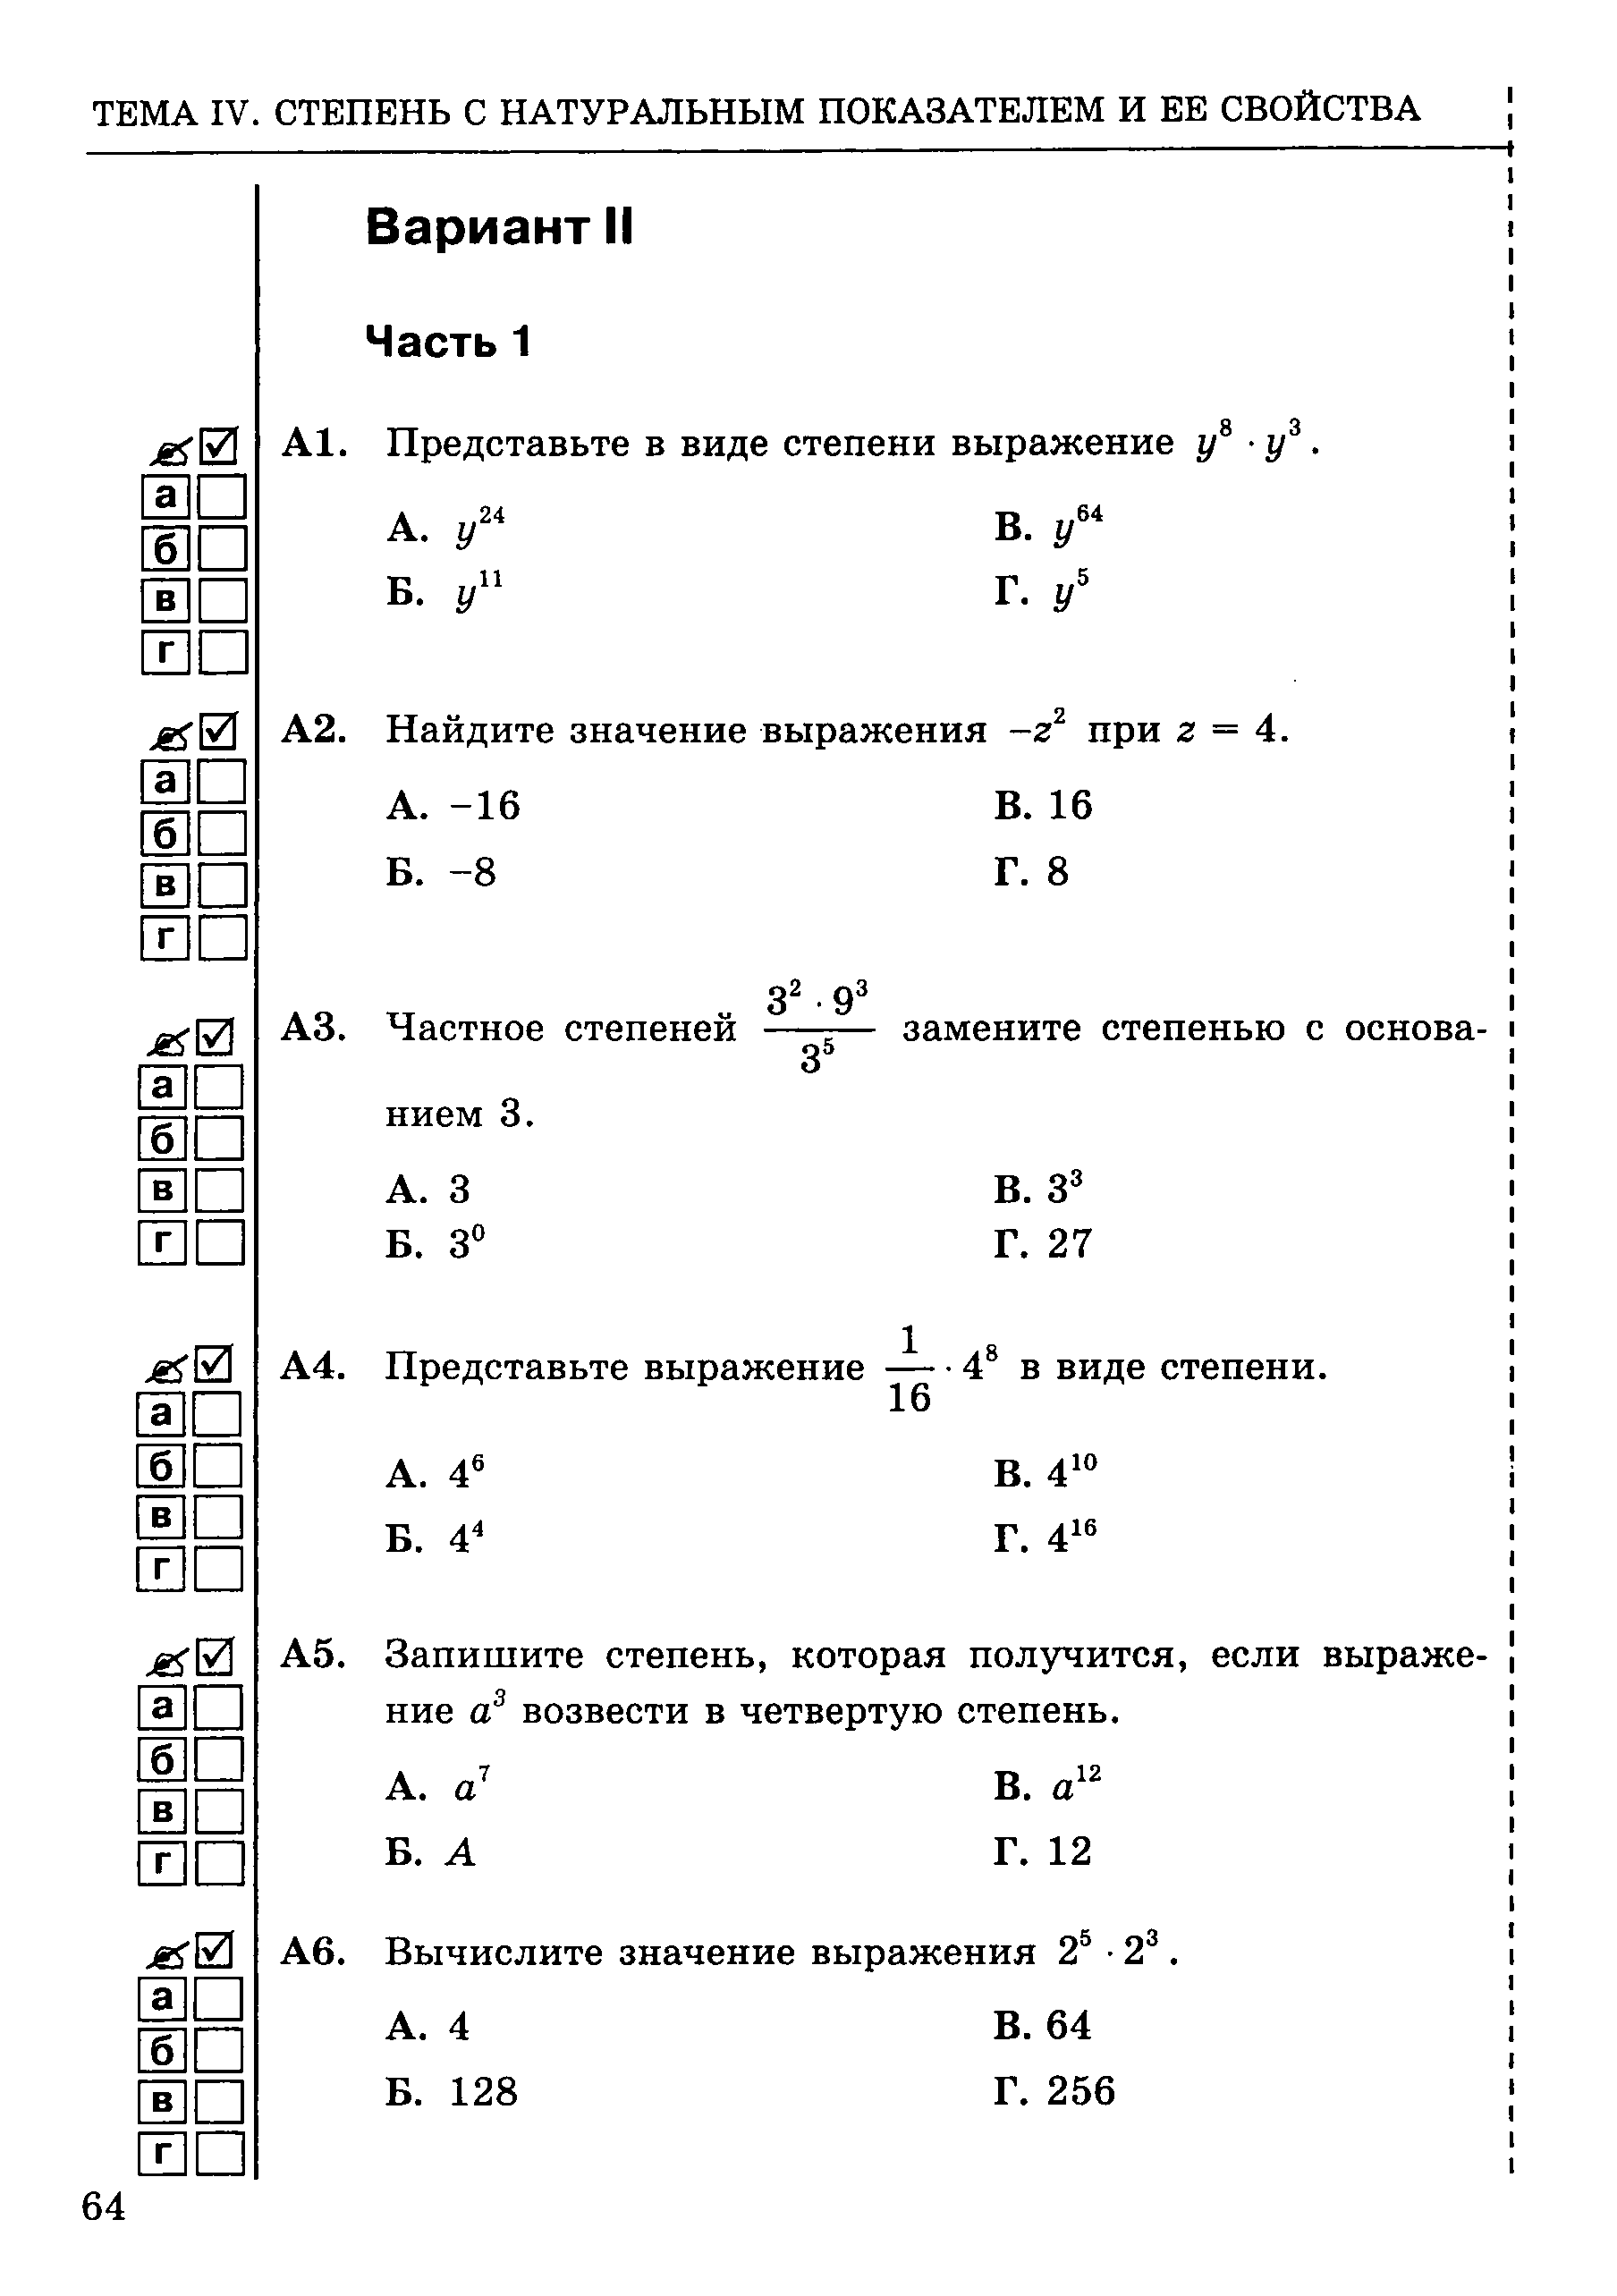 ТЕМА IV. СТЕПЕНЬ С НАТУРАЛЬНЫМ ПОКАЗАТЕЛЕМ И ЕЕ СВОЙСТВА
Вариант II
Часть 1
А1. Представьте в виде степени выражение y⁸ · y³.
а
б
в
г
А. y²⁴ В. y⁶⁴
Б. y¹¹ Г. y⁵
А2. Найдите значение выражения –z² при z = 4.
а
б
в
г
А. –16 В. 16
Б. –8 Г. 8
А3. Частное степеней (3² · 9³)/3⁵ замените степенью с основа-
нием 3.
а
б
в
г
А. 3 В. 3³
Б. 3⁰ Г. 27
А4. Представьте выражение 1/16 · 4⁸ в виде степени.
а
б
в
г
А. 4⁶ В. 4¹⁰
Б. 4⁴ Г. 4¹⁶
А5. Запишите степень, которая получится, если выраже-
ние a³ возвести в четвертую степень.
а
б
в
г
А. a⁷ В. a¹²
Б. A Г. 12
А6. Вычислите значение выражения 2⁵ · 2³.
а
б
в
г
А. 4 В. 64
Б. 128 Г. 256
64